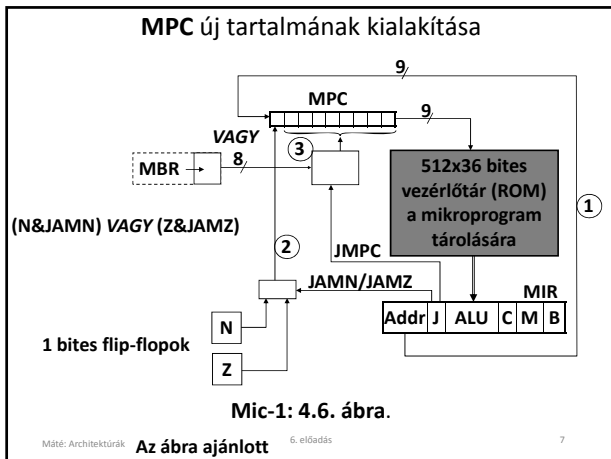 MPC új tartalmának kialakítása
9
MPC
9
VAGY
3
MBR
8
512x36 bites
vezérlőtár (ROM)
a mikroprogram
tárolására
1
(N&JAMN) VAGY (Z&JAMZ)
2
JMPC
JAMN/JAMZ
MIR
Addr J ALU C M B
N
1 bites flip-flopok
Z
Mic-1: 4.6. ábra.
Máté: Architektúrák
Az ábra ajánlott
6. előadás
7